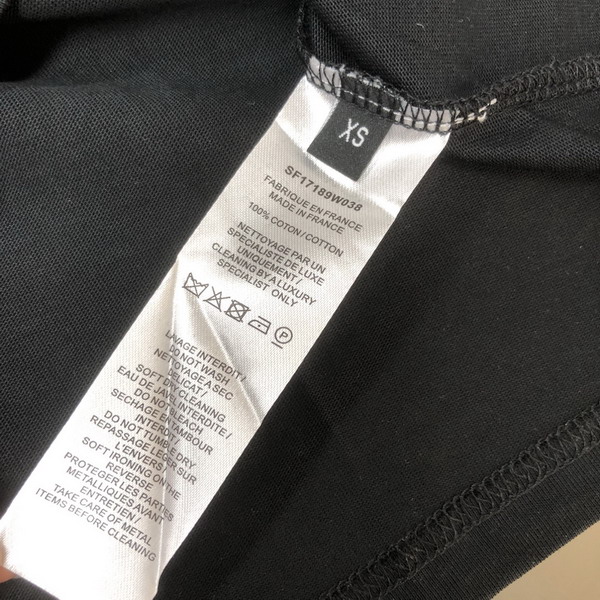 XS
SF17189W038
FABRIQUE EN FRANCE
MADE IN FRANCE
100% COTON/COTTON
NETTOYAGE PAR UN
SPECIALISTE DE LUXE
UNIQUEMENT /
CLEANING BY A LUXURY
SPECIALIST ONLY
P
LAVAGE INTERDIT /
DO NOT WASH
NETTOYAGE A SEC
DELICAT /
SOFT DRY CLEANING
EAU DE JAVEL INTERDITE /
DO NOT BLEACH
SECHAGE EN TAMBOUR
INTERDIT /
DO NOT TUMBLE DRY
REPASSAGE LEGER SUR
L'ENVERS /
SOFT IRONING ON THE
REVERSE
PROTEGER LES PARTIES
METALLIQUES AVANT
ENTRETIEN /
TAKE CARE OF METAL
ITEMS BEFORE CLEANING